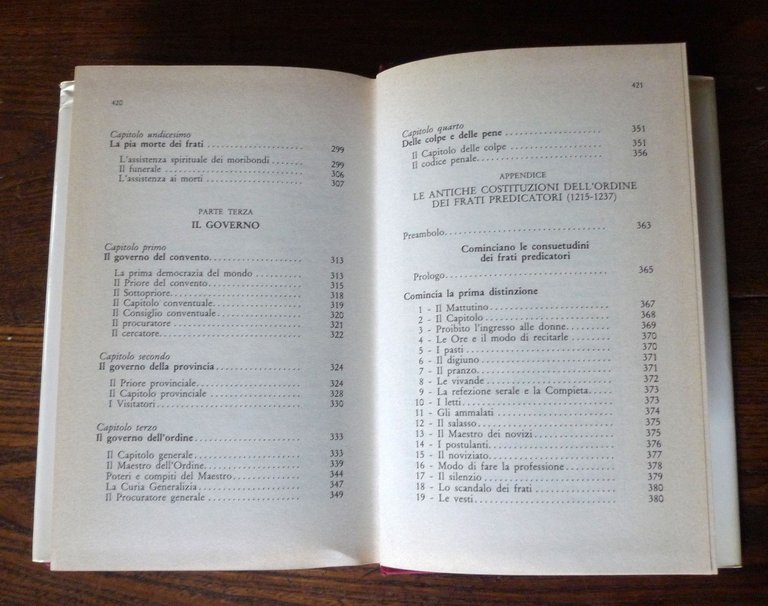 420
Capitolo undicesimo
La pia morte dei frati . . . . . . . . . . . . . . . . . . 299
L'assistenza spirituale dei moribondi . . . . . . . . . 299
Il funerale . . . . . . . . . . . . . . . . . . 306
L'assistenza ai morti . . . . . . . . . . . . . . . . . . 307
PARTE TERZA
IL GOVERNO
Capitolo primo
Il governo del convento. . . . . . . . . . . . . . . . . . 313
La prima democrazia del mondo . . . . . . . . . . . . 313
Il Priore del convento. . . . . . . . . . . . . . . . . . 315
Il Sottopriore. . . . . . . . . . . . . . . . . . 318
Il Capitolo conventuale. . . . . . . . . . . . . . . . . . 319
Il Consiglio conventuale . . . . . . . . . . . . . . . . . . 320
Il procuratore . . . . . . . . . . . . . . . . . . 321
Il cercatore. . . . . . . . . . . . . . . . . . 322
Capitolo secondo
Il governo della provincia . . . . . . . . . . . . . . . . . . 324
Il Priore provinciale. . . . . . . . . . . . . . . . . . 324
Il Capitolo provinciale . . . . . . . . . . . . . . . . . . 328
I Visitatori . . . . . . . . . . . . . . . . . . 330
Capitolo terzo
Il governo dell'ordine. . . . . . . . . . . . . . . . . . 333
Il Capitolo generale . . . . . . . . . . . . . . . . . . 333
Il Maestro dell'Ordine. . . . . . . . . . . . . . . . . . 339
Poteri e compiti del Maestro . . . . . . . . . . . . . . 344
La Curia Generalizia . . . . . . . . . . . . . . . . . . 347
Il Procuratore generale . . . . . . . . . . . . . . . . . . 349
421
Capitolo quarto
Delle colpe e delle pene . . . . . . . . . . . . . . . . . . 351
Il Capitolo delle colpe . . . . . . . . . . . . . . . . . . 351
Il codice penale. . . . . . . . . . . . . . . . . . 356
APPENDICE
LE ANTICHE COSTITUZIONI DELL'ORDINE
DEI FRATI PREDICATORI (1215-1237)
Preambolo. . . . . . . . . . . . . . . . . . 363
Cominciano le consuetudini
dei frati predicatori
Prologo. . . . . . . . . . . . . . . . . . 365
Comincia la prima distinzione
1 - Il Mattutino . . . . . . . . . . . . . . . . . . 367
2 - Il Capitolo . . . . . . . . . . . . . . . . . . 368
3 - Proibito l'ingresso alle donne. . . . . . . . . . . . 369
4 - Le Ore e il modo di recitarle . . . . . . . . . . . . 370
5 - I pasti . . . . . . . . . . . . . . . . . . 370
6 - Il digiuno . . . . . . . . . . . . . . . . . . 371
7 - Il pranzo. . . . . . . . . . . . . . . . . . 371
8 - Le vivande . . . . . . . . . . . . . . . . . . 372
9 - La refezione serale e la Compieta. . . . . . . . . 373
10 - I letti . . . . . . . . . . . . . . . . . . 373
11 - Gli ammalati . . . . . . . . . . . . . . . . . . 374
12 - Il salasso . . . . . . . . . . . . . . . . . . 375
13 - Il Maestro dei novizi . . . . . . . . . . . . . . . . . . 375
14 - I postulanti . . . . . . . . . . . . . . . . . . 376
15 - Il noviziato . . . . . . . . . . . . . . . . . . 377
16 - Modo di fare la professione . . . . . . . . . . . . 378
17 - Il silenzio . . . . . . . . . . . . . . . . . . 379
18 - Lo scandalo dei frati . . . . . . . . . . . . . . . . . . 380
19 - Le vesti . . . . . . . . . . . . . . . . . . 380